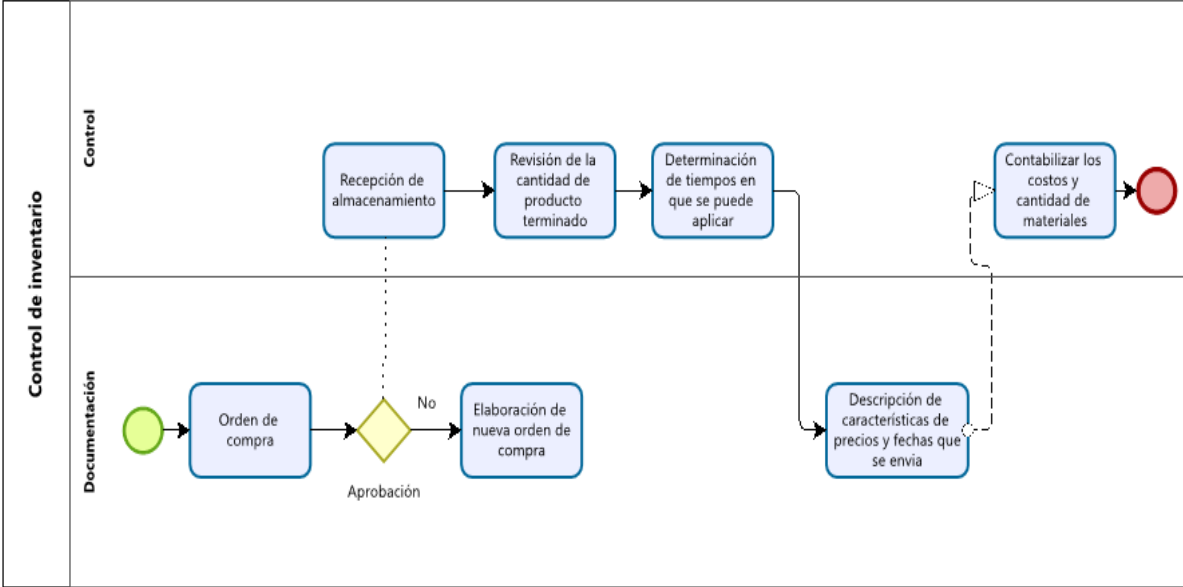 Control de inventario
Control
Recepción de
almacenamiento
Revisión de la
cantidad de
producto
terminado
Determinación
de tiempos en
que se puede
aplicar
Contabilizar los
costos y
cantidad de
materiales
Documentación
Orden de
compra
Aprobación
No
Elaboración de
nueva orden de
compra
Descripción de
características de
precios y fechas que
se envia